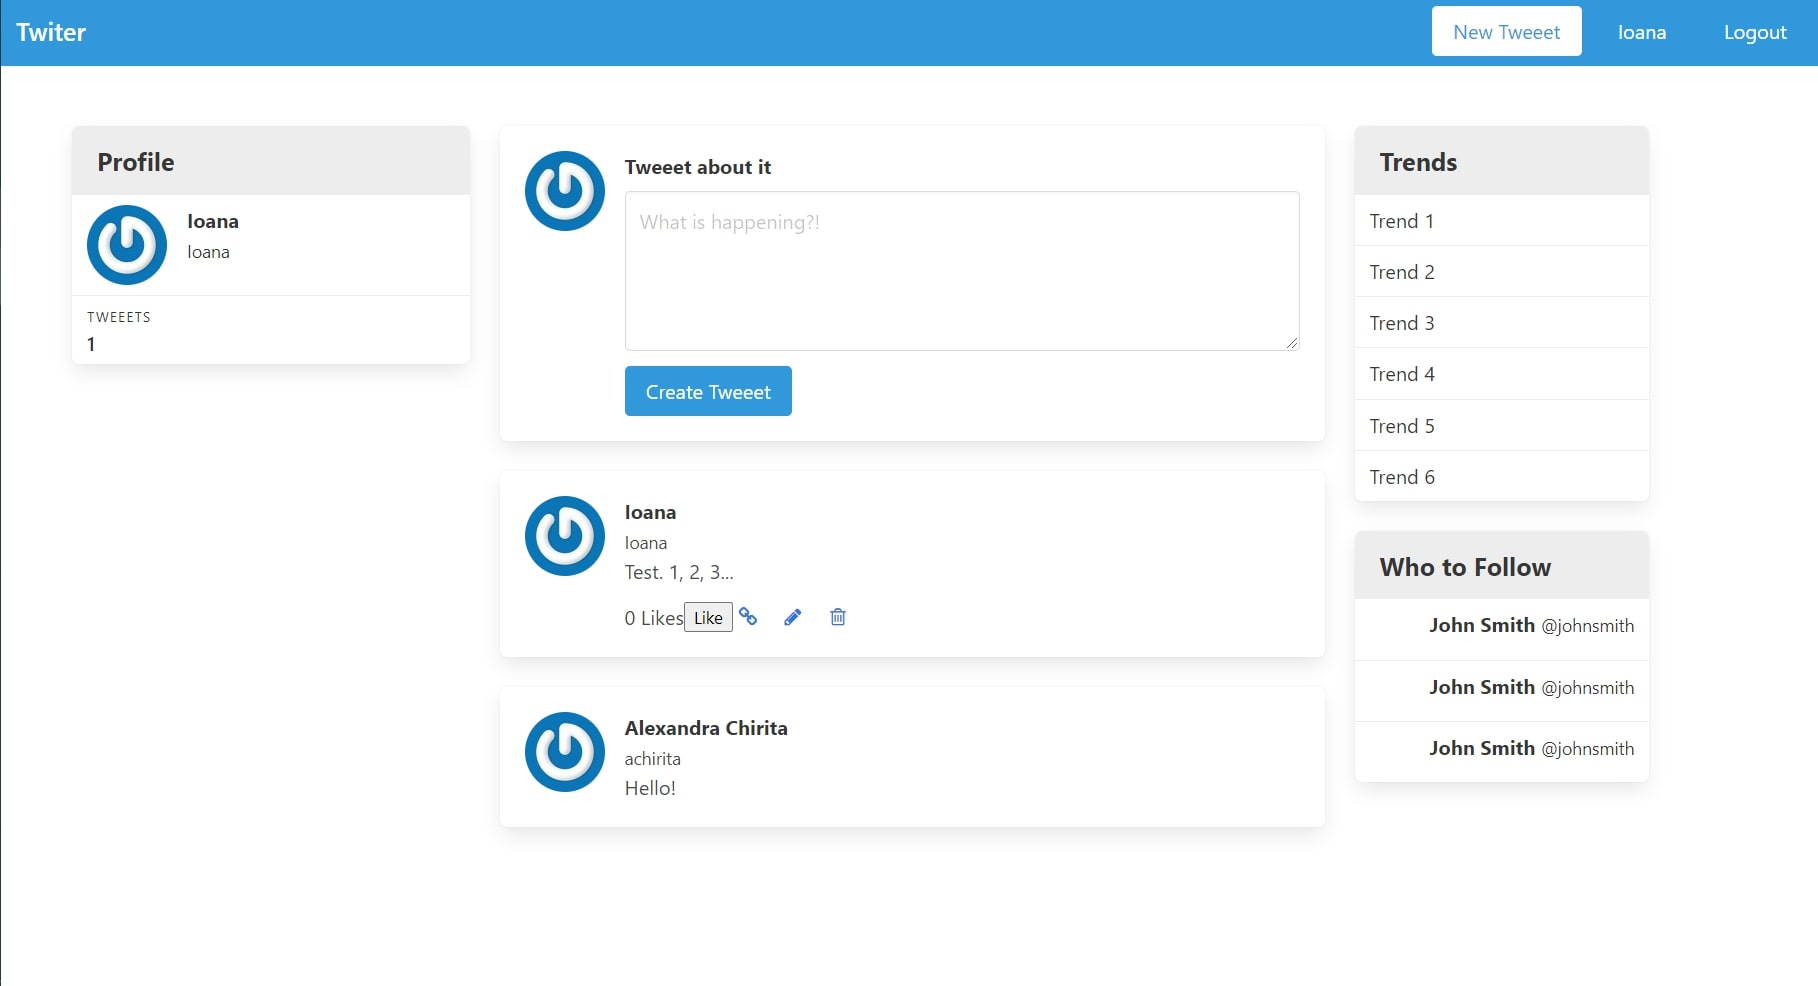 Twiter
New Tweeet Ioana Logout
Profile
Ioana
Ioana
TWEEETS
1
Tweeet about it
What is happening?!
Create Tweeet
Ioana
Ioana
Test. 1, 2, 3...
0 Likes Like
Alexandra Chirita
achirita
Hello!
Trends
Trend 1
Trend 2
Trend 3
Trend 4
Trend 5
Trend 6
Who to Follow
John Smith @johnsmith
John Smith @johnsmith
John Smith @johnsmith